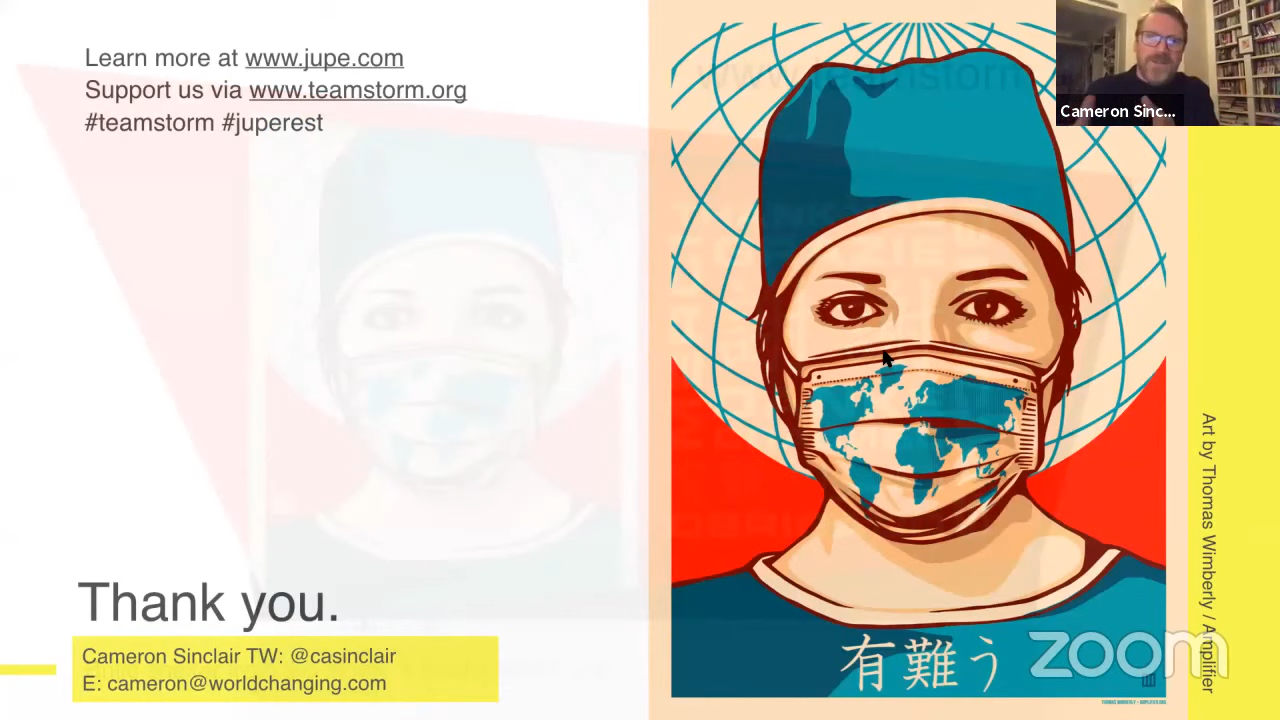 Learn more at www.jupe.com
Support us via www.teamstorm.org
#teamstorm #juperest
Thank you.
Cameron Sinclair TW: @casinclair
E: cameron@worldchanging.com
Cameron Sinc...
有難う
zoom
Art by Thomas Wimberly / Amplifier